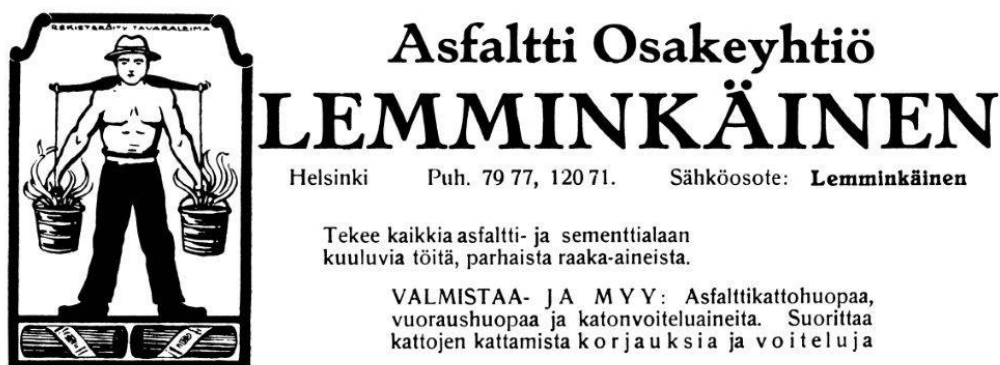 REKISTERÖITY TAVARALEIMA
Asfaltti Osakeyhtiö
LEMMINKÄINEN
Helsinki Puh. 79 77, 120 71. Sähköosote: Lemminkäinen
Tekee kaikkia asfaltti- ja sementtialaan
kuuluvia töitä, parhaista raaka-aineista.
VALMISTAA- JA MYY: Asfalttikattohuopaa,
vuoraushuopaa ja katonvoiteluaineita. Suorittaa
kattojen kattamista korjauksia ja voiteluja